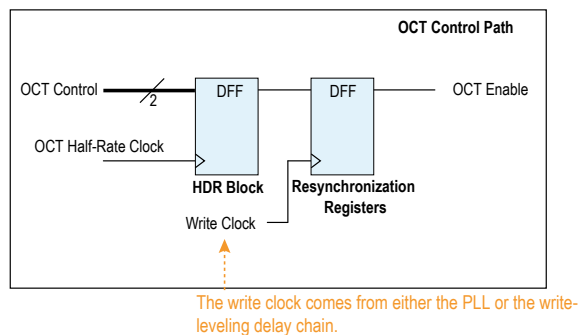 OCT Control Path
OCT Control
2
DFF
DFF
OCT Enable
OCT Half-Rate Clock
HDR Block
Resynchronization
Registers
Write Clock
The write clock comes from either the PLL or the write-
leveling delay chain.